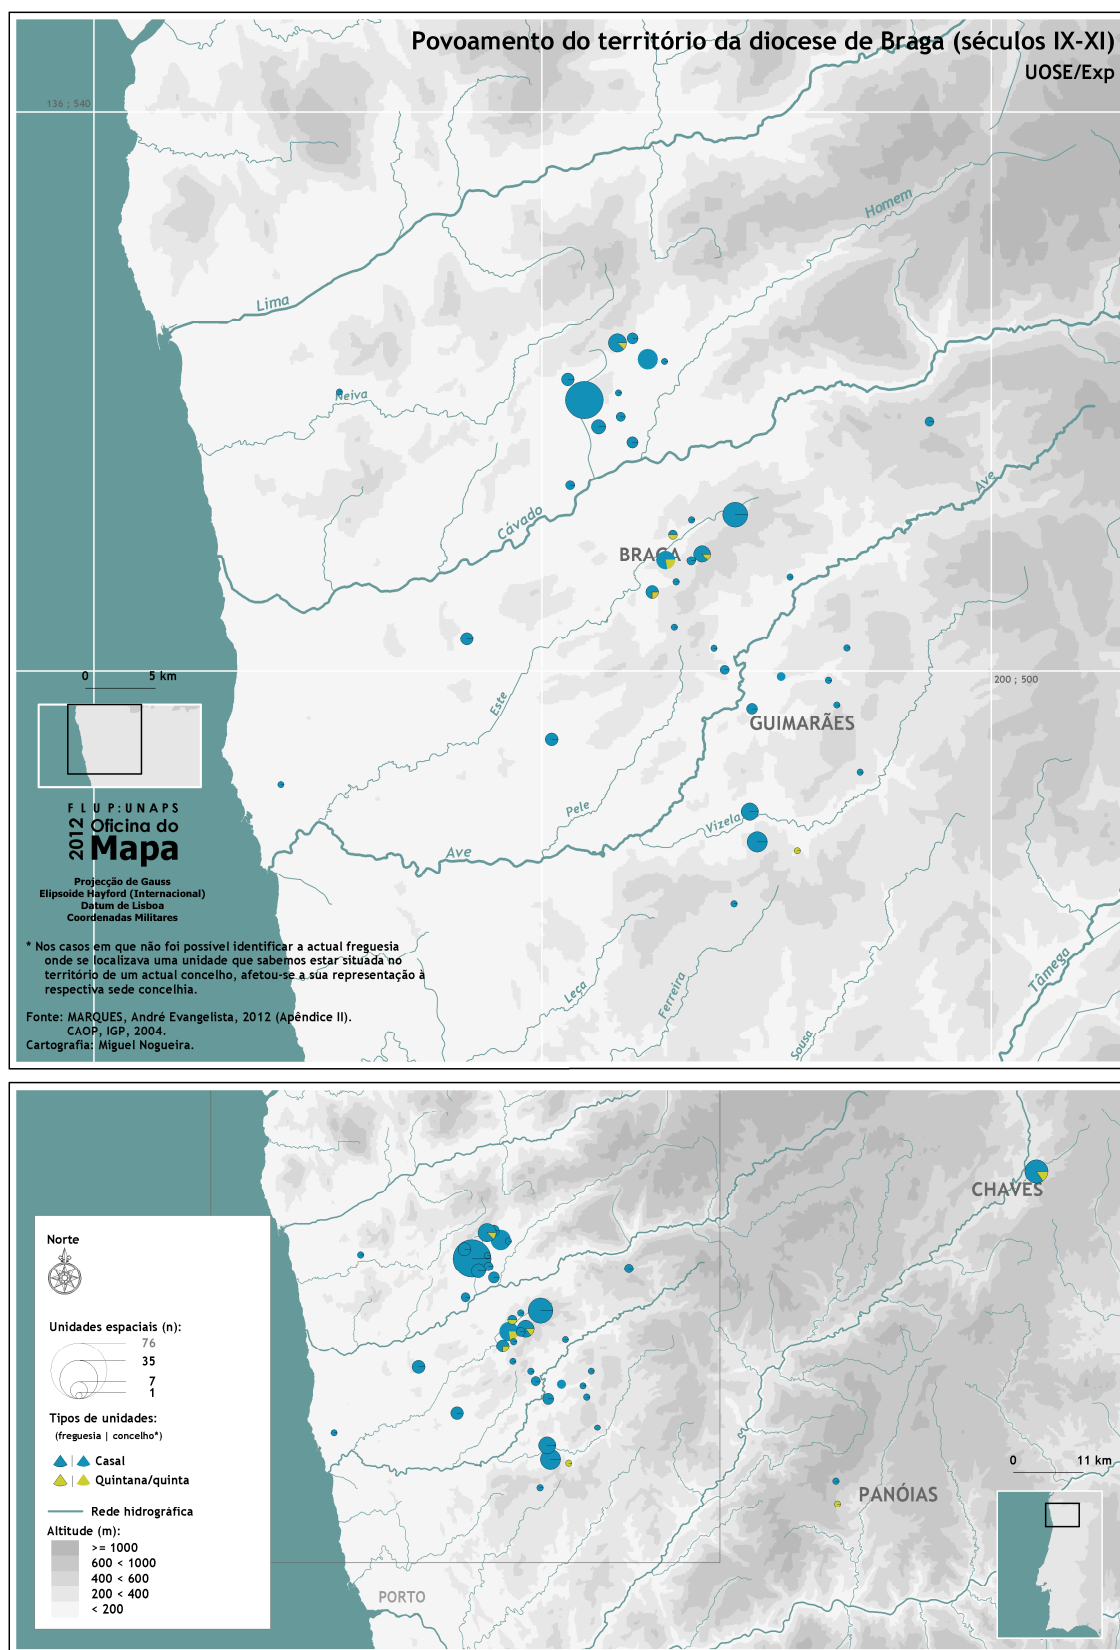 Povoamento do território da diocese de Braga (séculos IX-XI)
UOSE/Exp
136 ; 540
Homem
Lima
Neiva
Ave
Cávado
BRAGA
0 5 km
200 ; 500
Este
GUIMARÃES
F L U P : U N A P S
2012
Oficina do
Mapa
Pele
Vizela
Ave
Projecção de Gauss
Elipsoide Hayford (Internacional)
Datum de Lisboa
Coordenadas Militares
* Nos casos em que não foi possível identificar a actual freguesia
onde se localizava uma unidade que sabemos estar situada no
território de um actual concelho, afetou-se a sua representação à
respectiva sede concelhia.
Leça
Ferreira
Tâmega
Sousa
Fonte: MARQUES, André Evangelista, 2012 (Apêndice II).
CAOP, IGP, 2004.
Cartografia: Miguel Nogueira.
CHAVES
Norte
Unidades espaciais (n):
76
35
7
1
Tipos de unidades:
(freguesia | concelho*)
| Casal
| Quintana/quinta
Rede hidrográfica
Altitude (m):
>= 1000
600 < 1000
400 < 600
200 < 400
< 200
0 11 km
PANÓIAS
PORTO